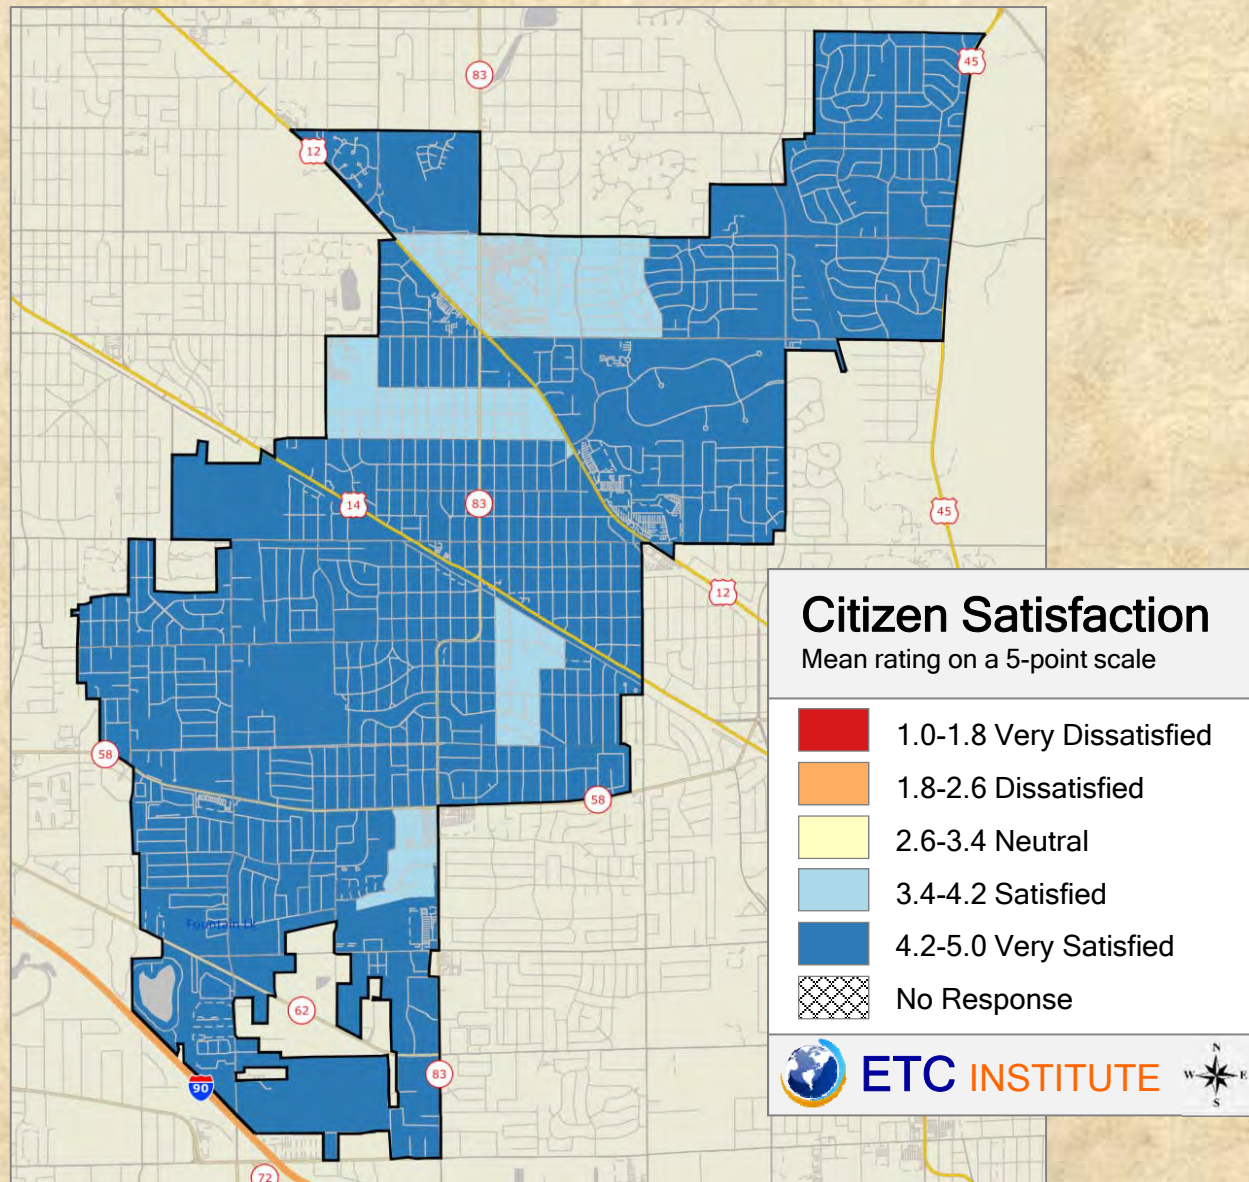 83
45
12
14
83
45
12
58
58
Fountain Dr
62
83
90
72
Citizen Satisfaction
Mean rating on a 5-point scale
1.0-1.8 Very Dissatisfied
1.8-2.6 Dissatisfied
2.6-3.4 Neutral
3.4-4.2 Satisfied
4.2-5.0 Very Satisfied
No Response
ETC INSTITUTE
N
W E
S